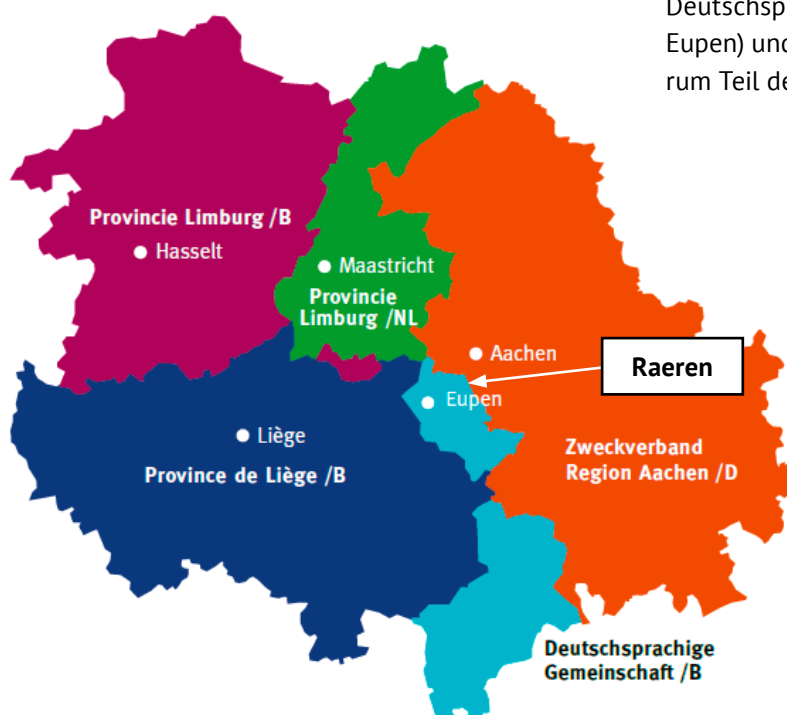 Deutschsp
Eupen) und
rum Teil de
Provincie Limburg /B
Hasselt
Maastricht
Provincie
Limburg /NL
Aachen
Raeren
Eupen
Liège
Zweckverband
Region Aachen /D
Province de Liège /B
Deutschsprachige
Gemeinschaft /B